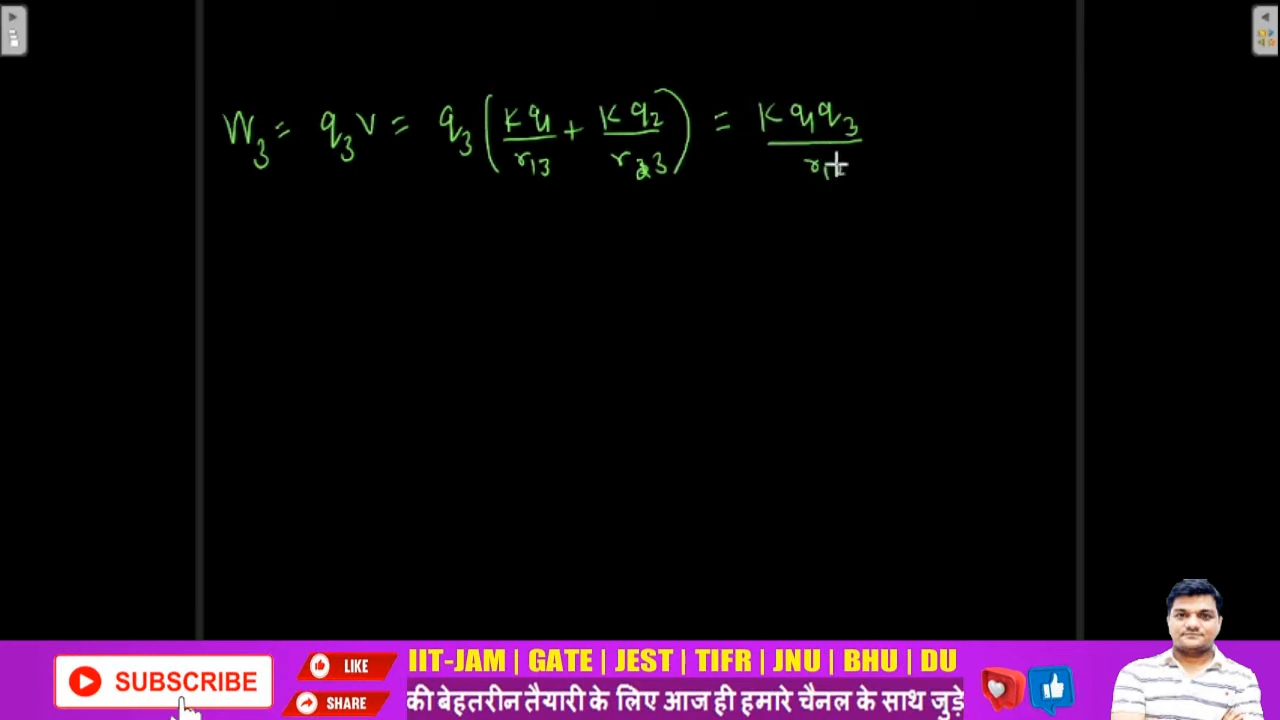 W₃ = q₃V = q₃(Kq₁/r₁₃ + Kq₂/r₂₃) = Kq₁q₃/r₁
SUBSCRIBE
LIKE
SHARE
IIT-JAM | GATE | JEST | TIFR | JNU | BHU | DU
की बेहतरीन तैयारी के लिए आज ही हमारे चैनल के साथ जुड़े